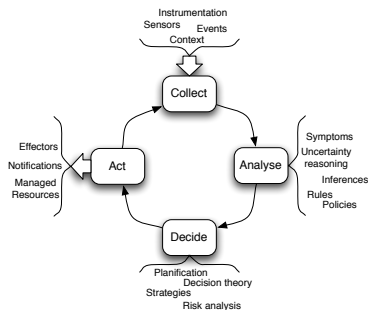 Instrumentation
Sensors
Events
Context
Collect
Effectors
Notifications
Managed
Resources
Act
Analyse
Symptoms
Uncertainty
reasoning
Inferences
Rules
Policies
Decide
Planification
Decision theory
Strategies
Risk analysis